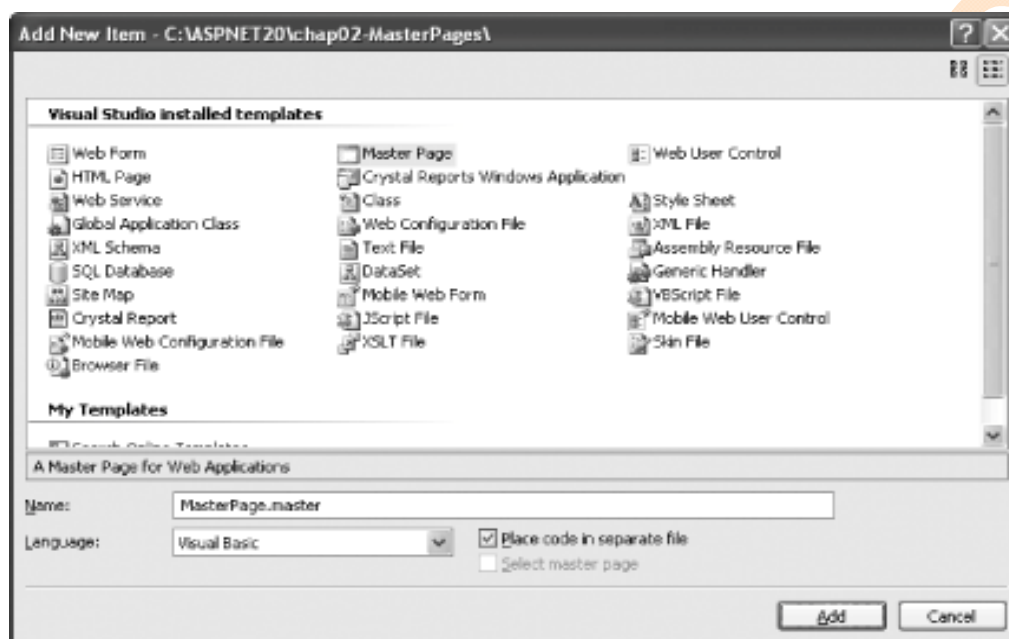 Add New Item - C:\ASPNET20\chap02-MasterPages\
Visual Studio installed templates
Web Form Master Page Web User Control
HTML Page Crystal Reports Windows Application
Web Service Class Style Sheet
Global Application Class Web Configuration File XML File
XML Schema Text File Assembly Resource File
SQL Database DataSet Generic Handler
Site Map Mobile Web Form VBScript File
Crystal Report JScript File Mobile Web User Control
Mobile Web Configuration File XSLT File Skin File
Browser File
My Templates
Search Online Templates
A Master Page for Web Applications
Name: MasterPage.master
Language: Visual Basic Place code in separate file
Select master page
Add Cancel